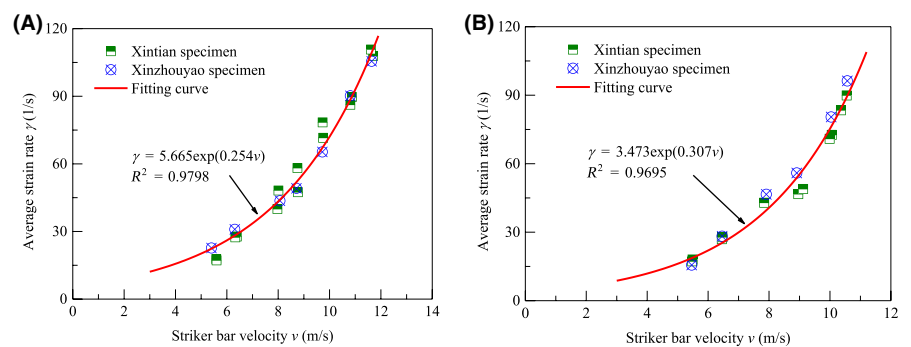 (A)
120
90
60
30
0
Average strain rate γ (1/s)
Xintian specimen
Xinzhouyao specimen
Fitting curve
γ = 5.665exp(0.254v)
R² = 0.9798
0 2 4 6 8 10 12 14
Striker bar velocity v (m/s)
(B)
120
90
60
30
0
Average strain rate γ (1/s)
Xintian specimen
Xinzhouyao specimen
Fitting curve
γ = 3.473exp(0.307v)
R² = 0.9695
0 2 4 6 8 10 12
Striker bar velocity v (m/s)